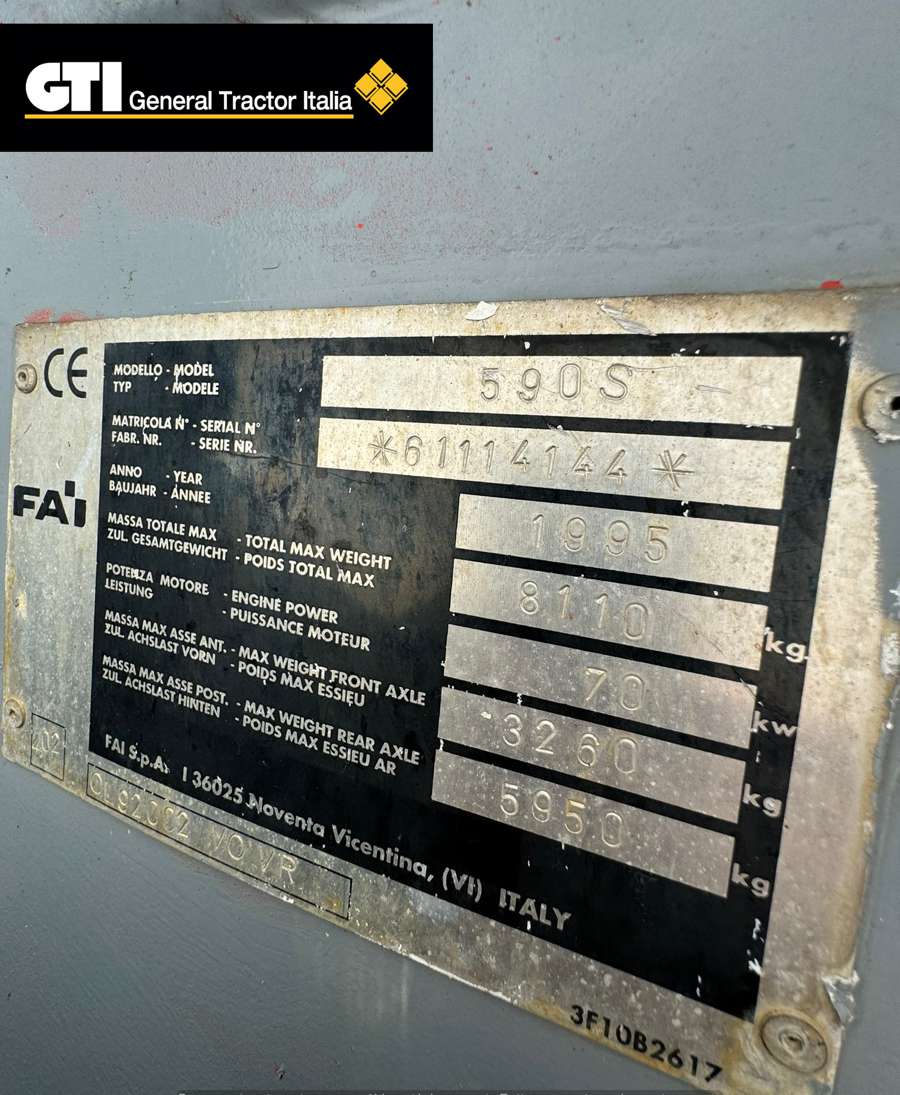 GTI General Tractor Italia
CE
FAI
MODELLO - MODEL
TYP - MODELE
590S
MATRICOLA N° - SERIAL N°
FABR. NR. - SERIE NR.
*61114144*
ANNO - YEAR
BAUJAHR - ANNEE
1995
MASSA TOTALE MAX - TOTAL MAX WEIGHT
ZUL. GESAMTGEWICHT - POIDS TOTAL MAX
8110 kg
POTENZA MOTORE - ENGINE POWER
LEISTUNG - PUISSANCE MOTEUR
70 kw
MASSA MAX ASSE ANT. - MAX WEIGHT FRONT AXLE
ZUL. ACHSLAST VORN - POIDS MAX ESSIEU
3260 kg
MASSA MAX ASSE POST. - MAX WEIGHT REAR AXLE
ZUL. ACHSLAST HINTEN - POIDS MAX ESSIEU AR
5950 kg
FAI S.p.A. I 36025 Noventa Vicentina, (VI) ITALY
402
VR
3F10B2617